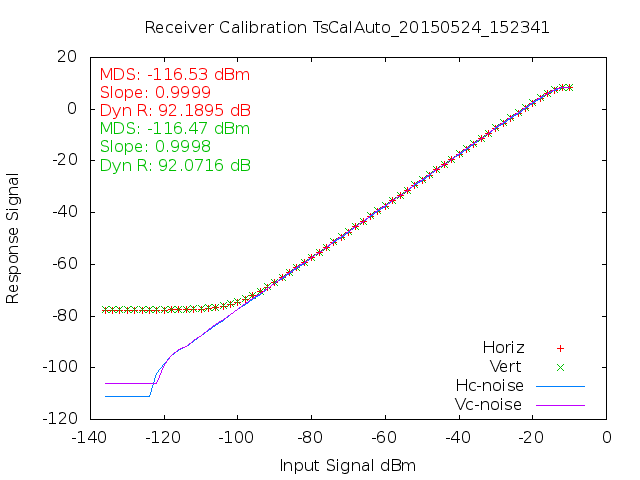 Receiver Calibration TsCalAuto_20150524_152341
20
0
-20
-40
-60
-80
-100
-120
Response Signal
MDS: -116.53 dBm
Slope: 0.9999
Dyn R: 92.1895 dB
MDS: -116.47 dBm
Slope: 0.9998
Dyn R: 92.0716 dB
Horiz
Vert
Hc-noise
Vc-noise
-140 -120 -100 -80 -60 -40 -20 0
Input Signal dBm